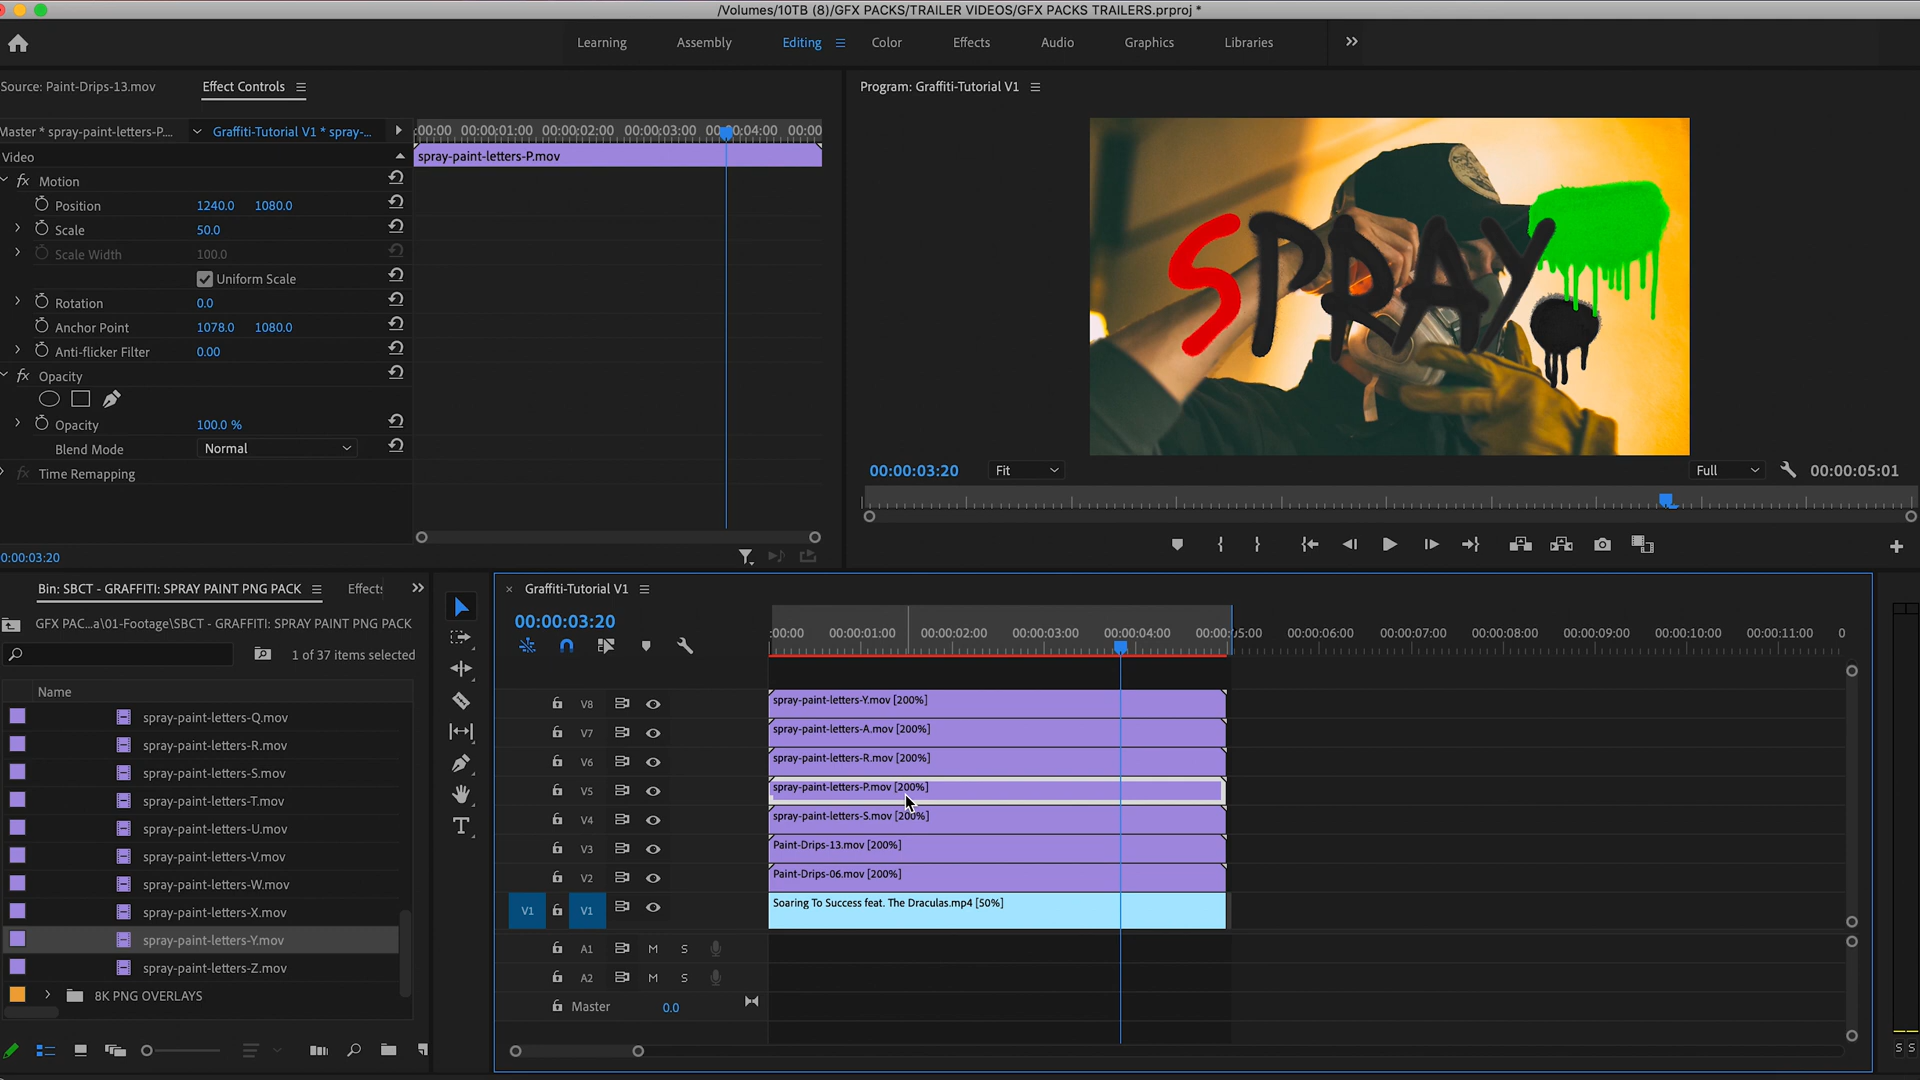 /Volumes/10TB (8)/GFX PACKS/TRAILER VIDEOS/GFX PACKS TRAILERS.prproj *
Learning Assembly Editing Color Effects Audio Graphics Libraries
Source: Paint-Drips-13.mov Effect Controls
Program: Graffiti-Tutorial V1
Master * spray-paint-letters-P... Graffiti-Tutorial V1 * spray-...
:00:00 00:00:01:00 00:00:02:00 00:00:03:00 00:00:04:00 00:00
Video
spray-paint-letters-P.mov
fx Motion
Position 1240.0 1080.0
Scale 50.0
Scale Width 100.0
Uniform Scale
Rotation 0.0
Anchor Point 1078.0 1080.0
Anti-flicker Filter 0.00
fx Opacity
Opacity 100.0 %
Blend Mode Normal
fx Time Remapping
SPRAY
00:00:03:20 Fit Full 00:00:05:01
0:00:03:20
Bin: SBCT - GRAFFITI: SPRAY PAINT PNG PACK Effects
GFX PAC...a\01-Footage\SBCT - GRAFFITI: SPRAY PAINT PNG PACK
1 of 37 items selected
Name
spray-paint-letters-Q.mov
spray-paint-letters-R.mov
spray-paint-letters-S.mov
spray-paint-letters-T.mov
spray-paint-letters-U.mov
spray-paint-letters-V.mov
spray-paint-letters-W.mov
spray-paint-letters-X.mov
spray-paint-letters-Y.mov
spray-paint-letters-Z.mov
8K PNG OVERLAYS
× Graffiti-Tutorial V1
00:00:03:20
:00:00 00:00:01:00 00:00:02:00 00:00:03:00 00:00:04:00 00:00:05:00 00:00:06:00 00:00:07:00 00:00:08:00 00:00:09:00 00:00:10:00 00:00:11:00 0
V8 spray-paint-letters-Y.mov [200%]
V7 spray-paint-letters-A.mov [200%]
V6 spray-paint-letters-R.mov [200%]
V5 spray-paint-letters-P.mov [200%]
V4 spray-paint-letters-S.mov [200%]
V3 Paint-Drips-13.mov [200%]
V2 Paint-Drips-06.mov [200%]
V1 V1 Soaring To Success feat. The Draculas.mp4 [50%]
A1 M S
A2 M S
Master 0.0
S S